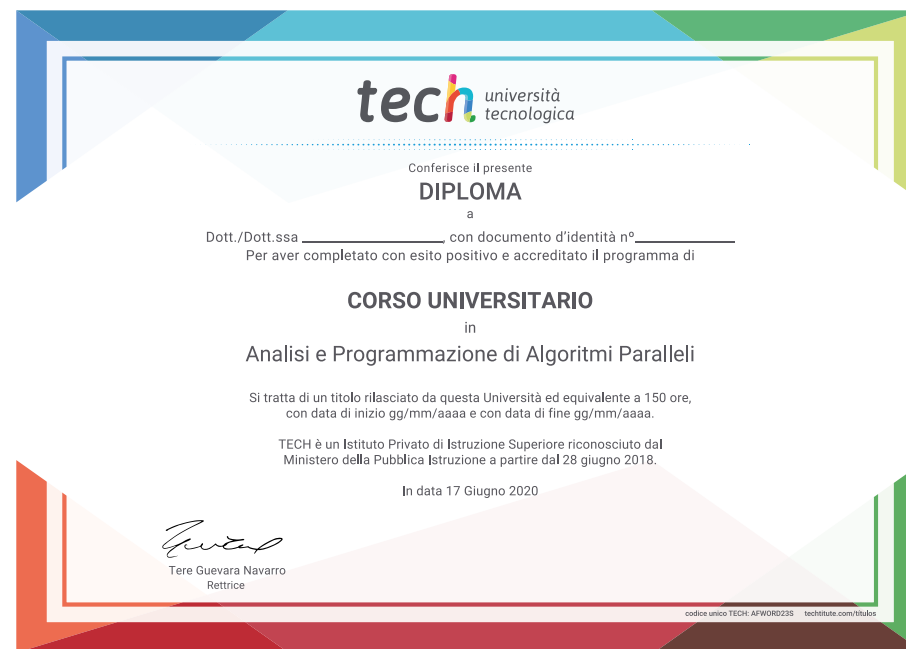 tech università
tecnologica
Conferisce il presente
DIPLOMA
a
Dott./Dott.ssa ____________________, con documento d'identità nº______________
Per aver completato con esito positivo e accreditato il programma di
CORSO UNIVERSITARIO
in
Analisi e Programmazione di Algoritmi Paralleli
Si tratta di un titolo rilasciato da questa Università ed equivalente a 150 ore,
con data di inizio gg/mm/aaaa e con data di fine gg/mm/aaaa.
TECH è un Istituto Privato di Istruzione Superiore riconosciuto dal
Ministero della Pubblica Istruzione a partire dal 28 giugno 2018.
In data 17 Giugno 2020
Tere Guevara Navarro
Rettrice
codice unico TECH: AFWORD23S techtitute.com/titulos